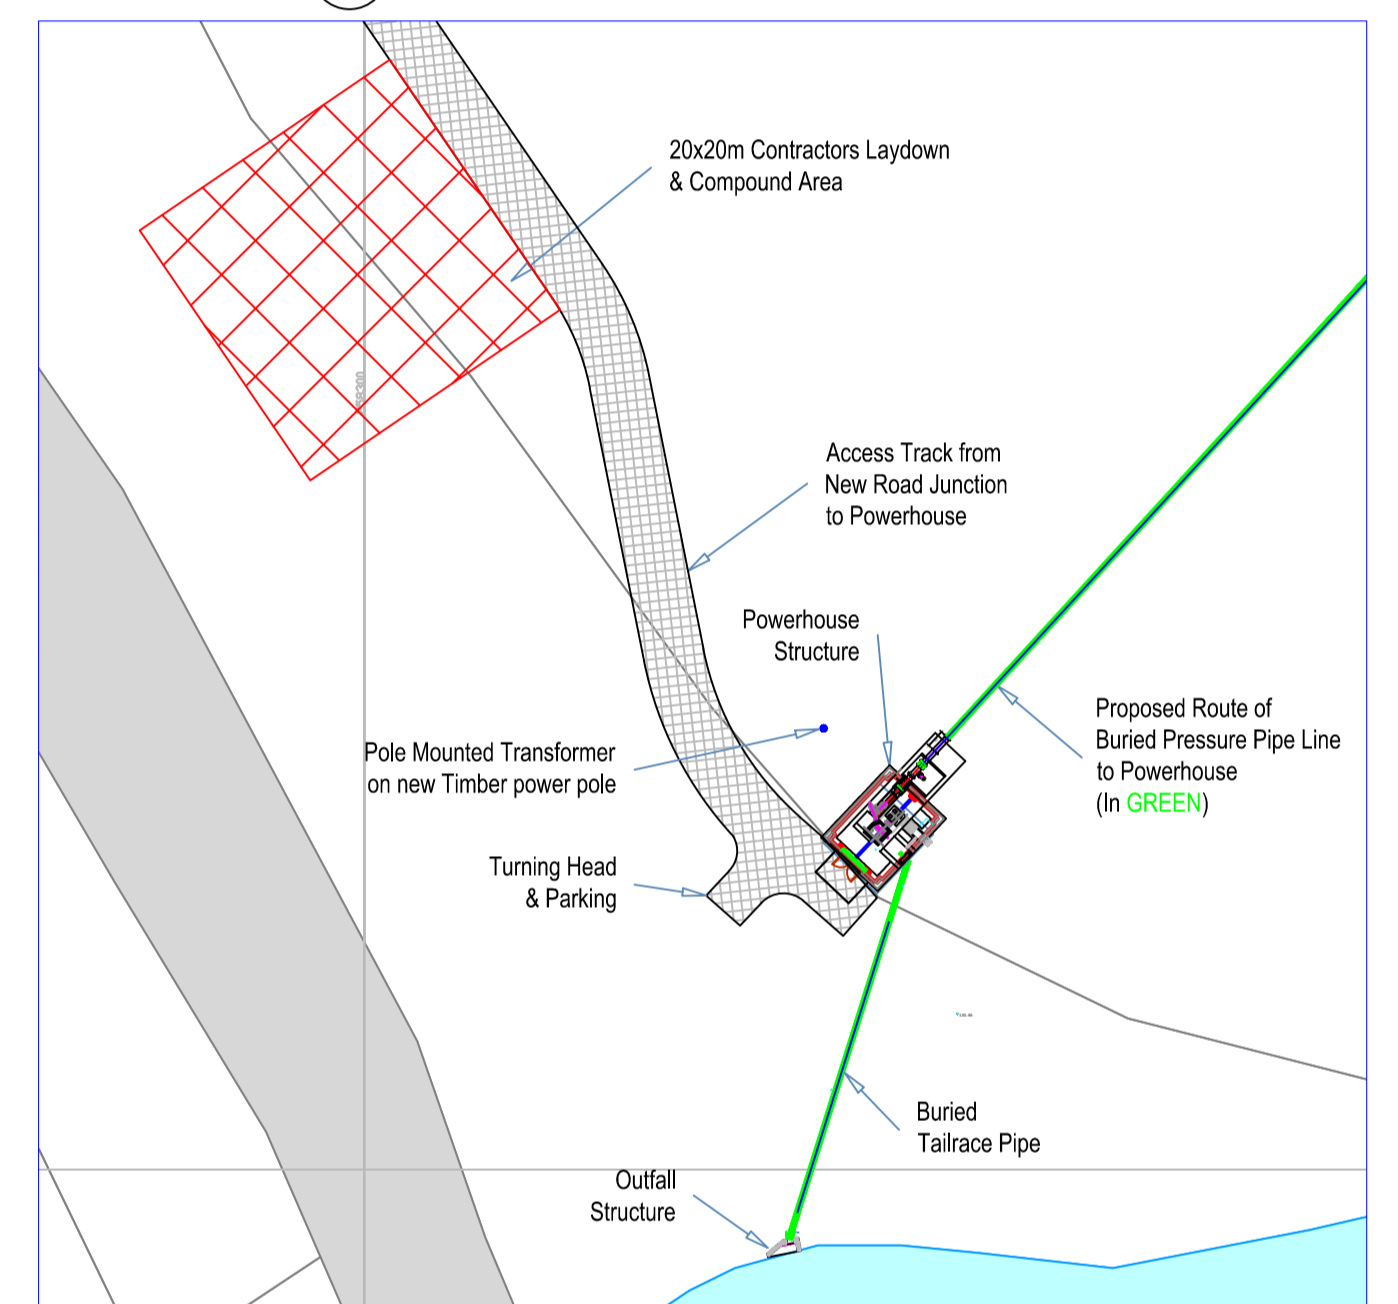 20x20m Contractors Laydown
& Compound Area
58300
Access Track from
New Road Junction
to Powerhouse
Powerhouse
Structure
Proposed Route of
Buried Pressure Pipe Line
to Powerhouse
(In GREEN)
Pole Mounted Transformer
on new Timber power pole
Turning Head
& Parking
Buried
Tailrace Pipe
Outfall
Structure